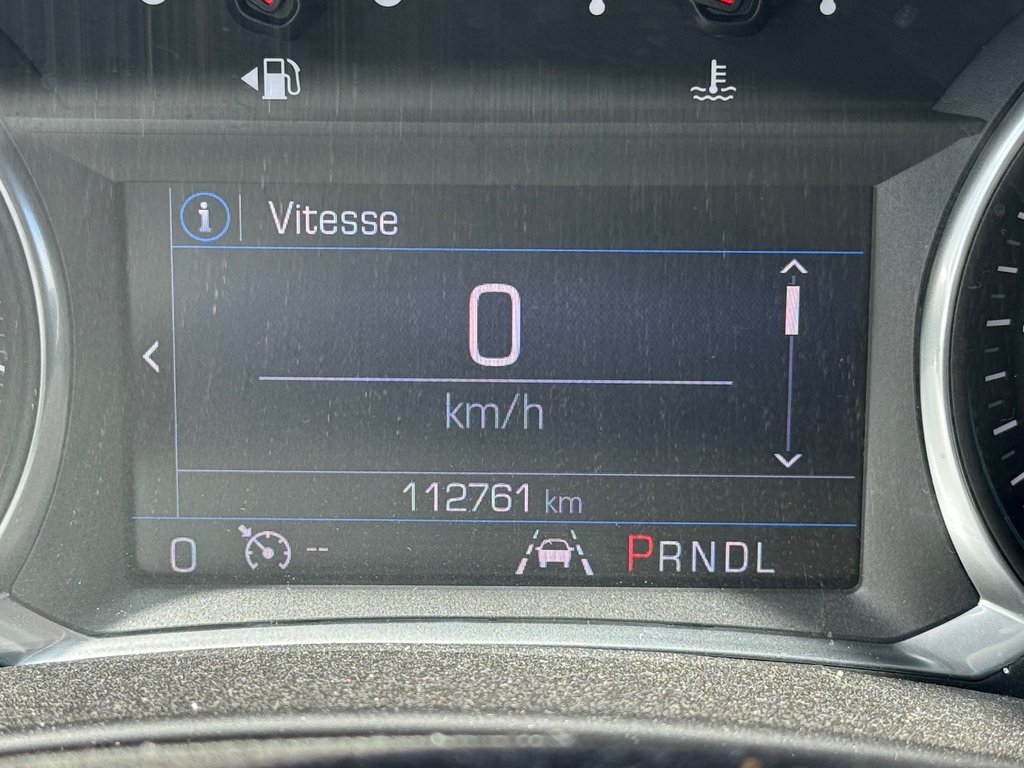 Vitesse
0
km/h
112761 km
0 -- PRNDL